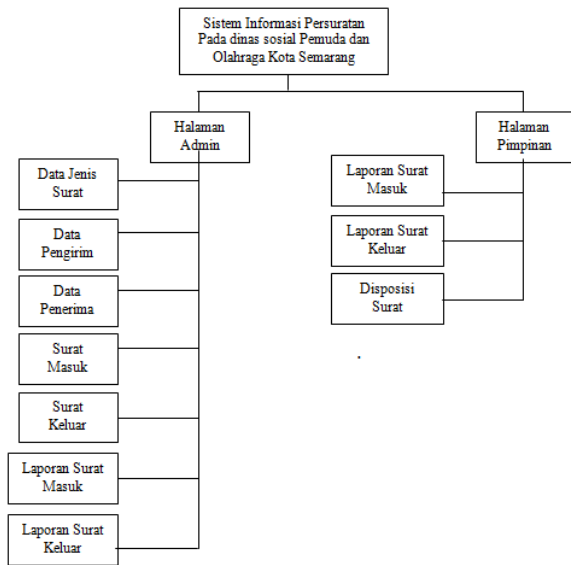 Sistem Informasi Persuratan
Pada dinas sosial Pemuda dan
Olahraga Kota Semarang
Halaman
Admin
Data Jenis
Surat
Data
Pengirim
Data
Penerima
Surat
Masuk
Surat
Keluar
Laporan Surat
Masuk
Laporan Surat
Keluar
Halaman
Pimpinan
Laporan Surat
Masuk
Laporan Surat
Keluar
Disposisi
Surat